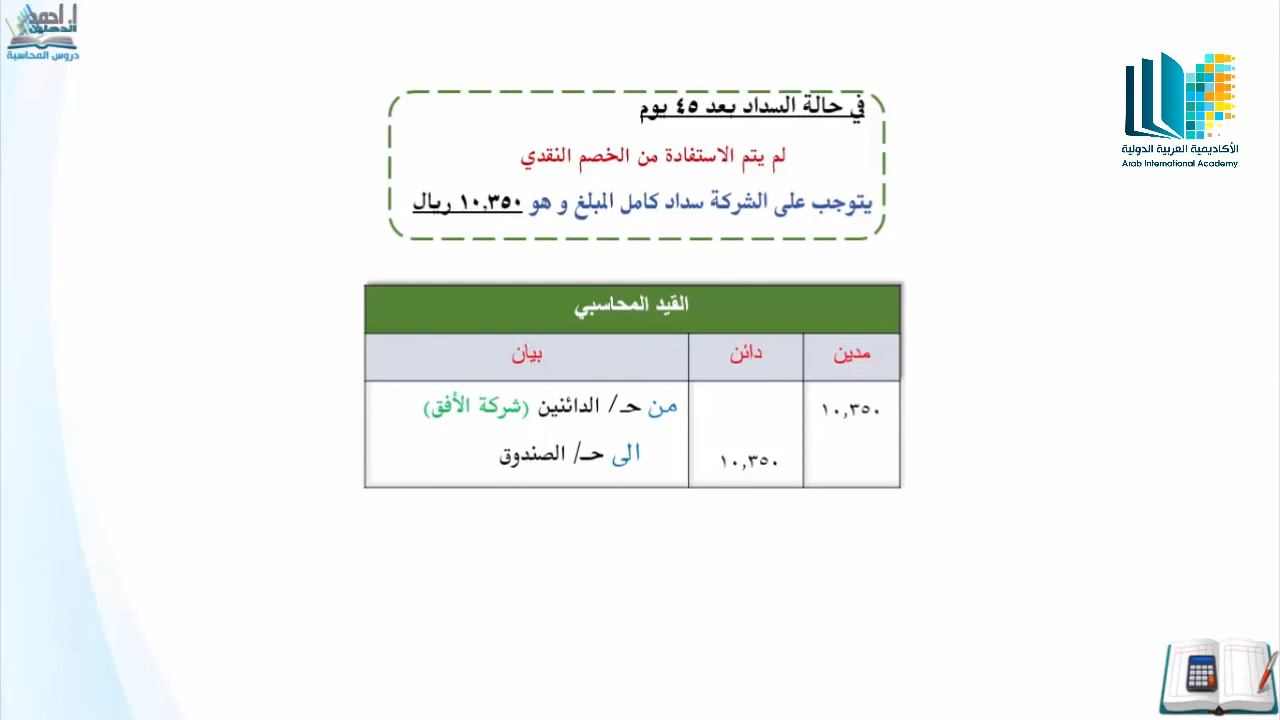 أ. أحمد
دروس المحاسبة
الأكاديمية العربية الدولية
Arab International Academy
في حالة السداد بعد ٤٥ يوم
لم يتم الاستفادة من الخصم النقدي
يتوجب على الشركة سداد كامل المبلغ و هو ١٠,٣٥٠ ريال
القيد المحاسبي
مدين دائن بيان
١٠,٣٥٠ من حـ/ الدائنين (شركة الأفق)
١٠,٣٥٠ الى حـ/ الصندوق